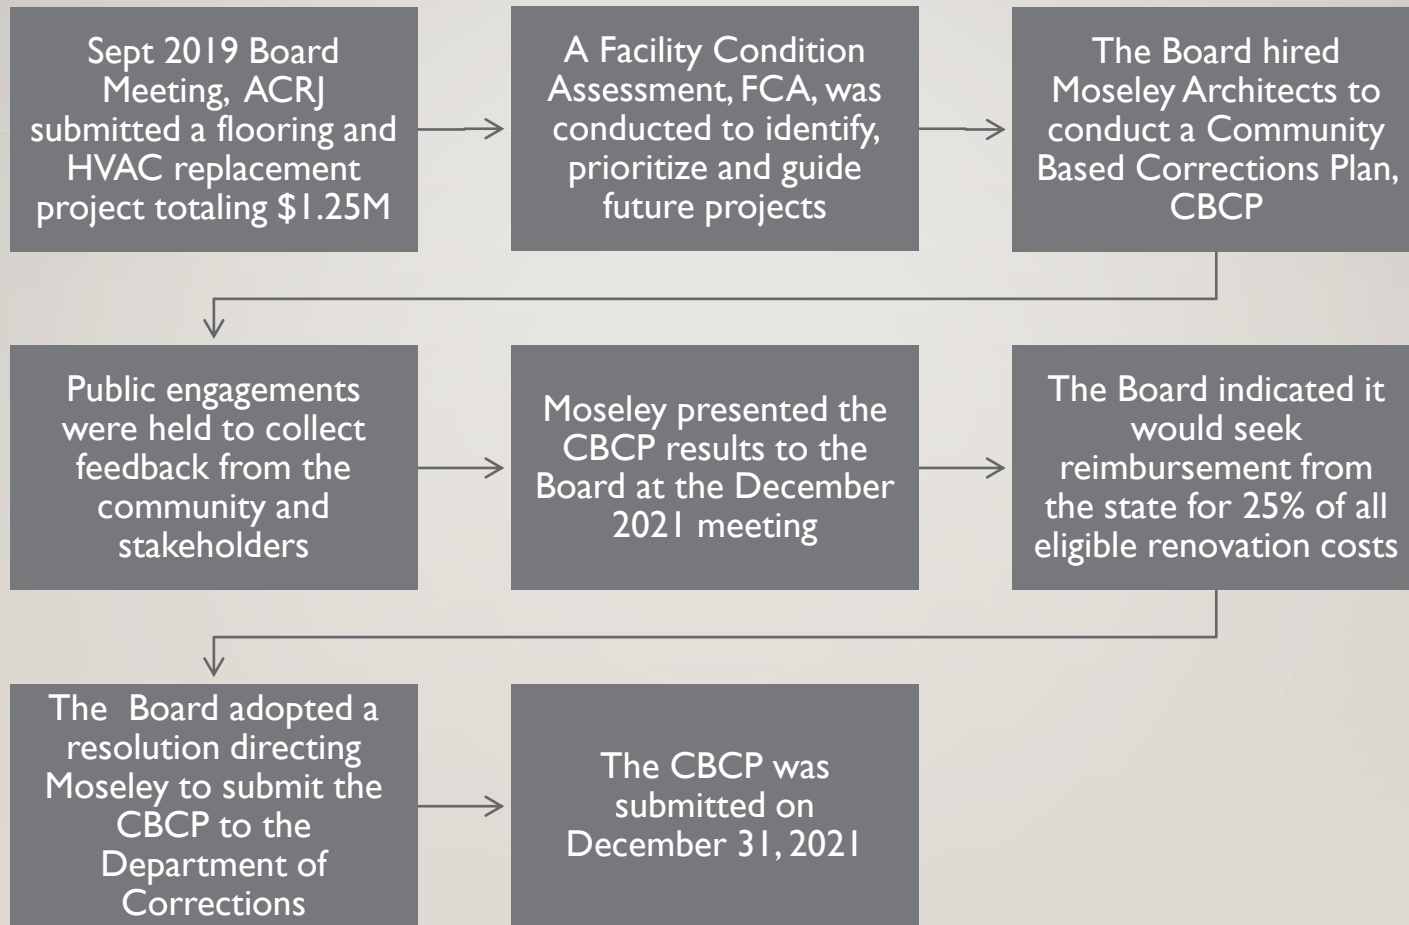 Sept 2019 Board
Meeting, ACRJ
submitted a flooring and
HVAC replacement
project totaling $1.25M
A Facility Condition
Assessment, FCA, was
conducted to identify,
prioritize and guide
future projects
The Board hired
Moseley Architects to
conduct a Community
Based Corrections Plan,
CBCP
Public engagements
were held to collect
feedback from the
community and
stakeholders
Moseley presented the
CBCP results to the
Board at the December
2021 meeting
The Board indicated it
would seek
reimbursement from
the state for 25% of all
eligible renovation costs
The  Board adopted a
resolution directing
Moseley to submit the
CBCP to the
Department of
Corrections
The CBCP was
submitted on
December 31, 2021